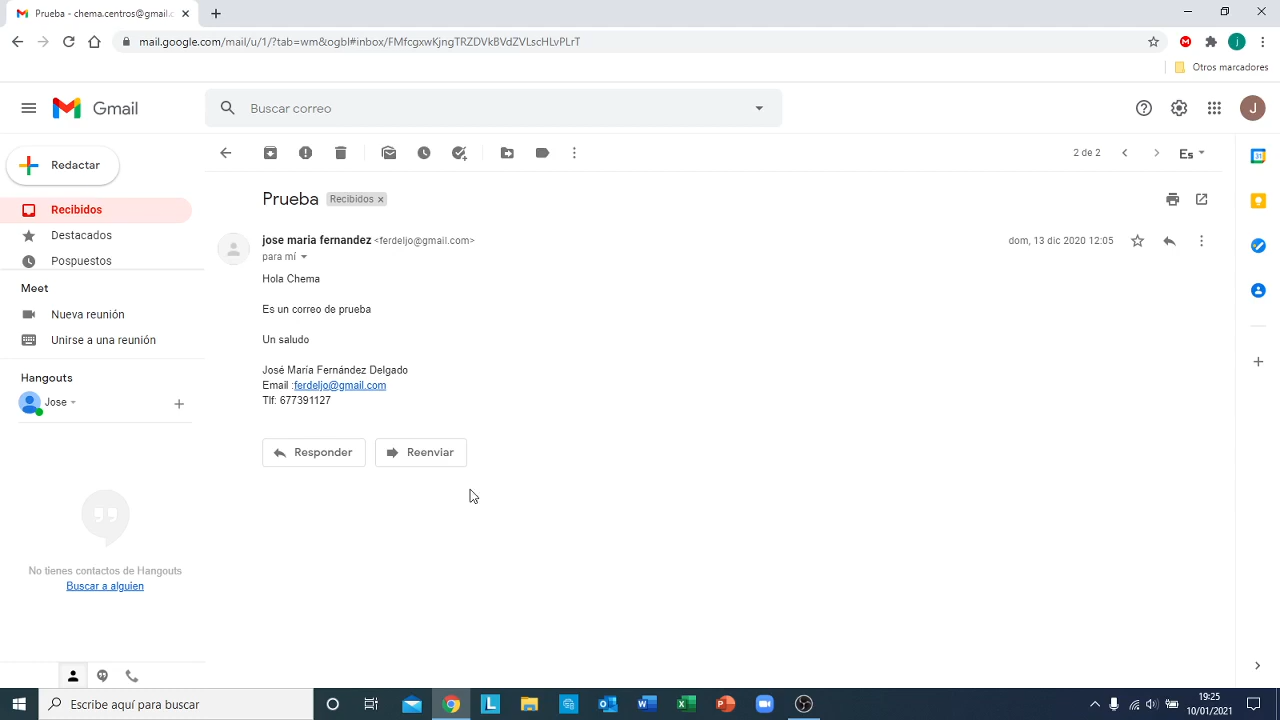 Prueba - chema.centros@gmail.c
mail.google.com/mail/u/1/?tab=wm&ogbl#inbox/FMfcgxwKjngTRZDVkBVdZVLscHLvPLrT
Otros marcadores
Gmail
Buscar correo
J
Redactar
2 de 2
Es
Recibidos
Destacados
Pospuestos
Meet
Nueva reunión
Unirse a una reunión
Hangouts
Jose
No tienes contactos de Hangouts
Buscar a alguien
Prueba Recibidos x
jose maria fernandez <ferdeljo@gmail.com>
dom, 13 dic 2020 12:05
para mí
Hola Chema
Es un correo de prueba
Un saludo
José María Fernández Delgado
Email :ferdeljo@gmail.com
Tlf: 677391127
Responder
Reenviar
31
Escribe aquí para buscar
19:25
10/01/2021